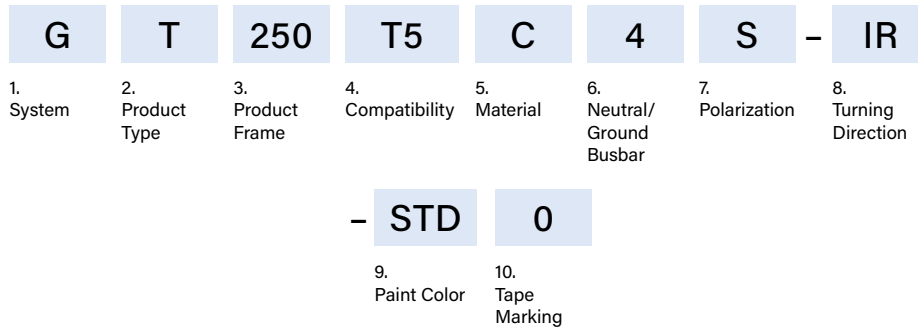 G T 250 T5 C 4 S – IR
1. 2. 3. 4. 5. 6. 7. 8.
System Product Product Compatibility Material Neutral/ Polarization Turning
Type Frame Ground Direction
Busbar
– STD 0
9. 10.
Paint Color Tape
Marking